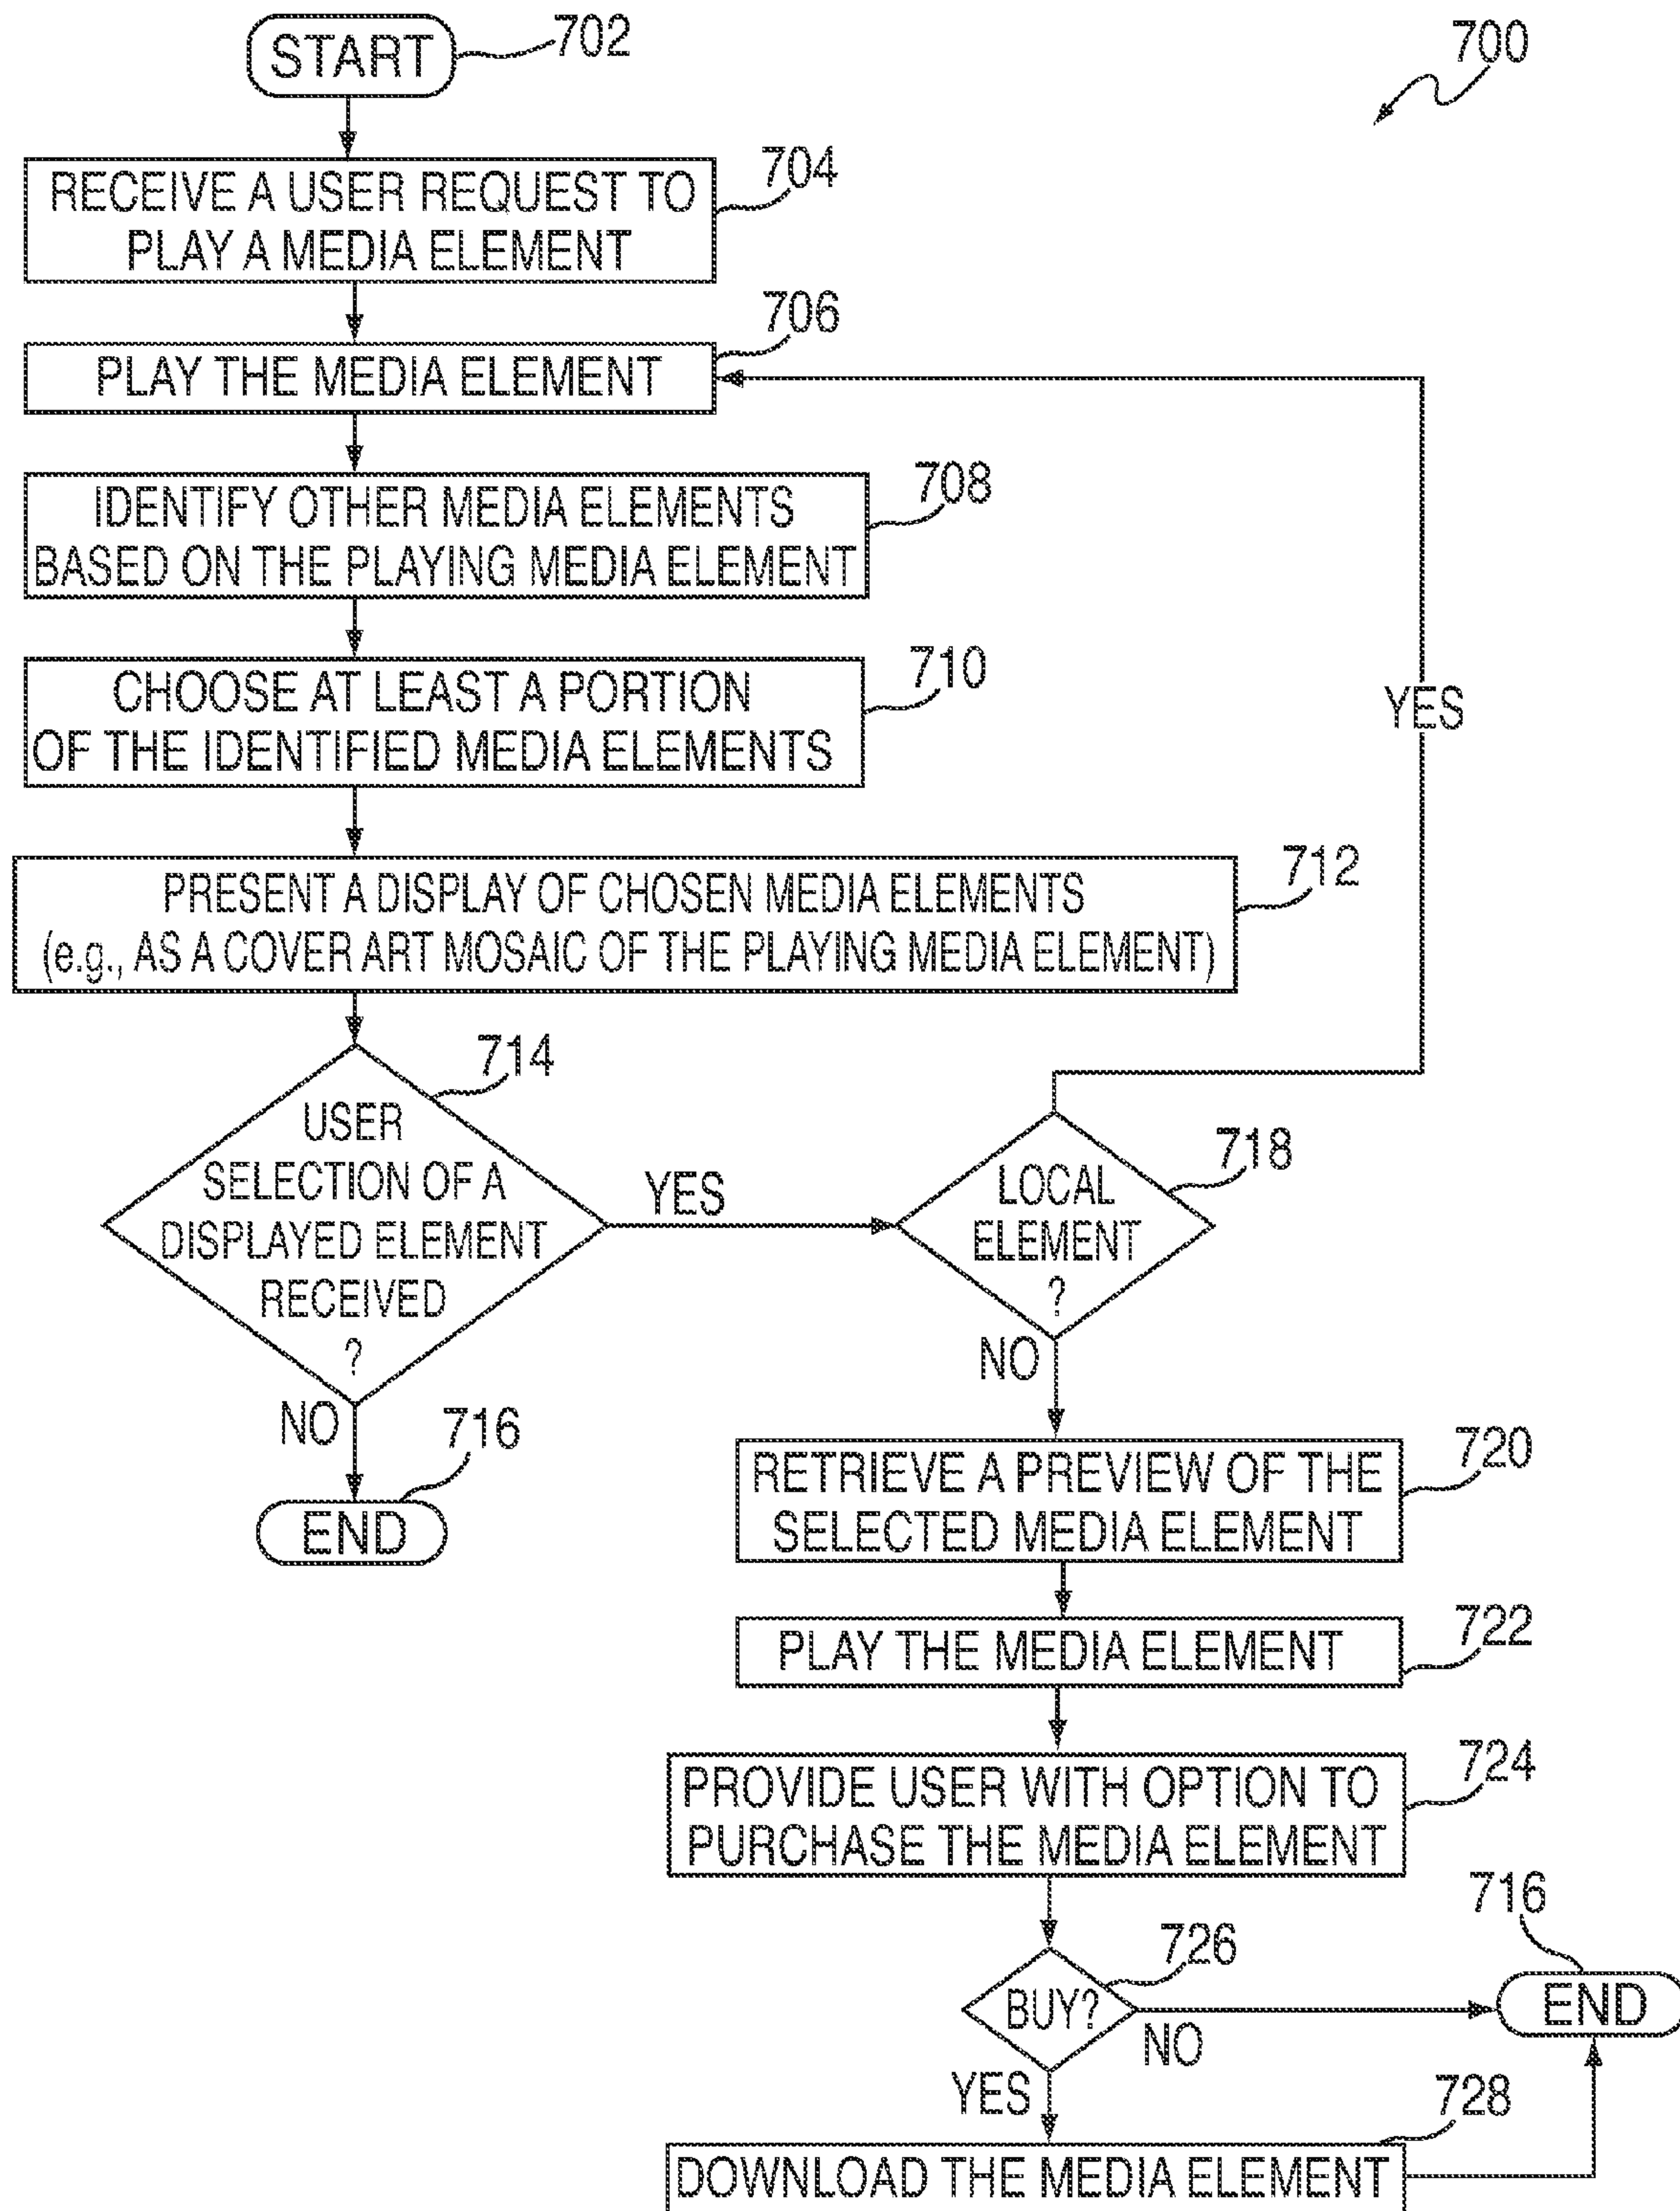 START
702
700
RECEIVE A USER REQUEST TO
PLAY A MEDIA ELEMENT
704
PLAY THE MEDIA ELEMENT
706
IDENTIFY OTHER MEDIA ELEMENTS
BASED ON THE PLAYING MEDIA ELEMENT
708
CHOOSE AT LEAST A PORTION
OF THE IDENTIFIED MEDIA ELEMENTS
710
YES
PRESENT A DISPLAY OF CHOSEN MEDIA ELEMENTS
(e.g., AS A COVER ART MOSAIC OF THE PLAYING MEDIA ELEMENT)
712
USER
SELECTION OF A
DISPLAYED ELEMENT
RECEIVED
?
714
YES
NO
END
716
LOCAL
ELEMENT
?
718
NO
RETRIEVE A PREVIEW OF THE
SELECTED MEDIA ELEMENT
720
PLAY THE MEDIA ELEMENT
722
PROVIDE USER WITH OPTION TO
PURCHASE THE MEDIA ELEMENT
724
BUY?
726
NO
END
716
YES
DOWNLOAD THE MEDIA ELEMENT
728